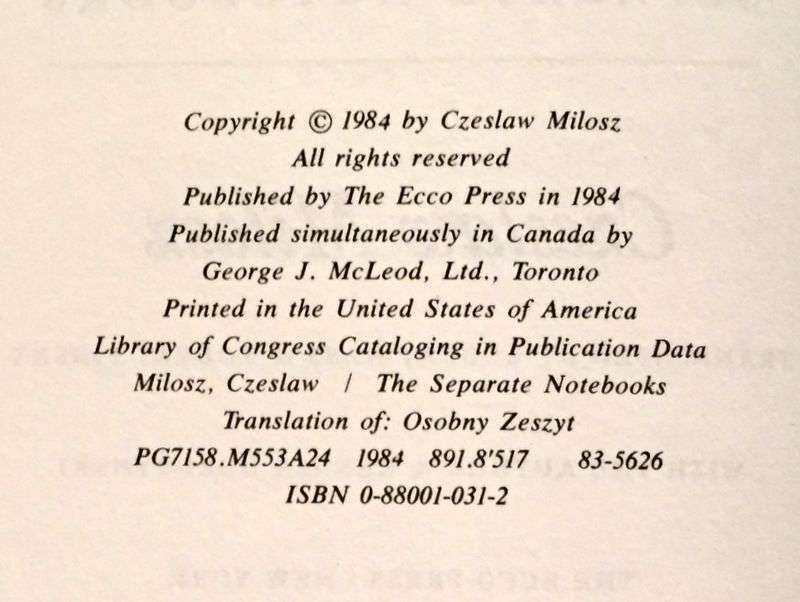 Copyright © 1984 by Czeslaw Milosz
All rights reserved
Published by The Ecco Press in 1984
Published simultaneously in Canada by
George J. McLeod, Ltd., Toronto
Printed in the United States of America
Library of Congress Cataloging in Publication Data
Milosz, Czeslaw / The Separate Notebooks
Translation of: Osobny Zeszyt
PG7158.M553A24 1984 891.8'517 83-5626
ISBN 0-88001-031-2